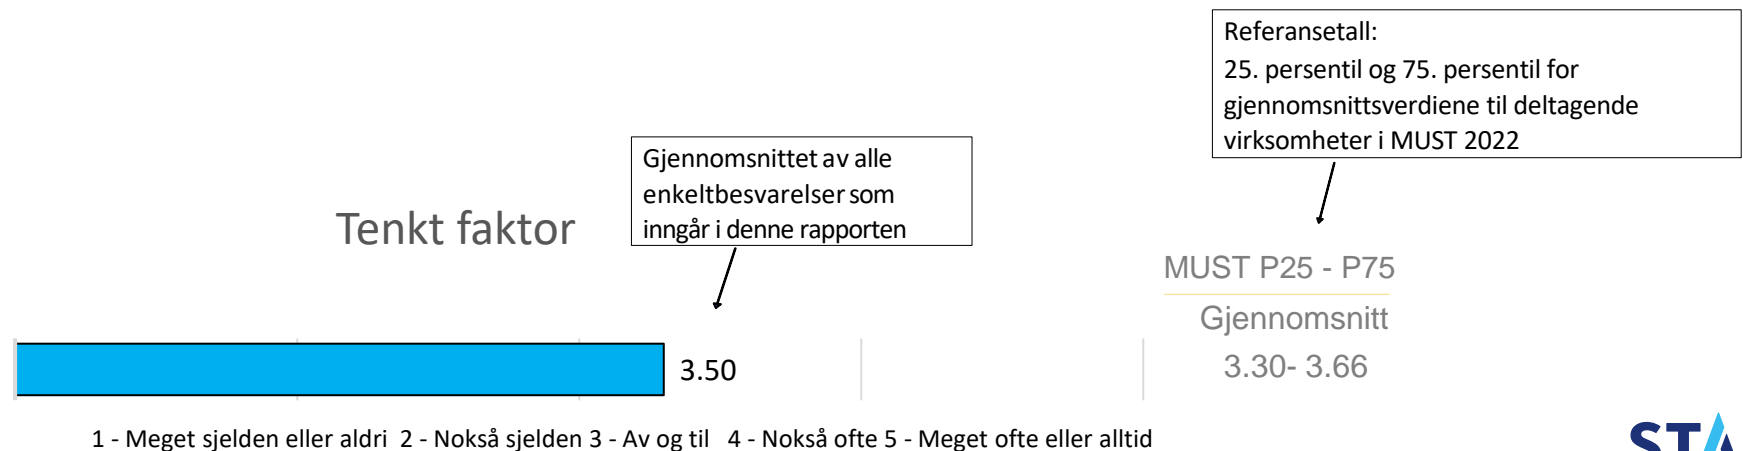 Referansetall:
25. persentil og 75. persentil for
gjennomsnittsverdiene til deltagende
virksomheter i MUST 2022
Gjennomsnittet av alle
enkeltbesvarelser som
inngår i denne rapporten
Tenkt faktor
MUST P25 - P75
Gjennomsnitt
3.50
3.30- 3.66
1 - Meget sjelden eller aldri 2 - Nokså sjelden 3 - Av og til 4 - Nokså ofte 5 - Meget ofte eller alltid
STA